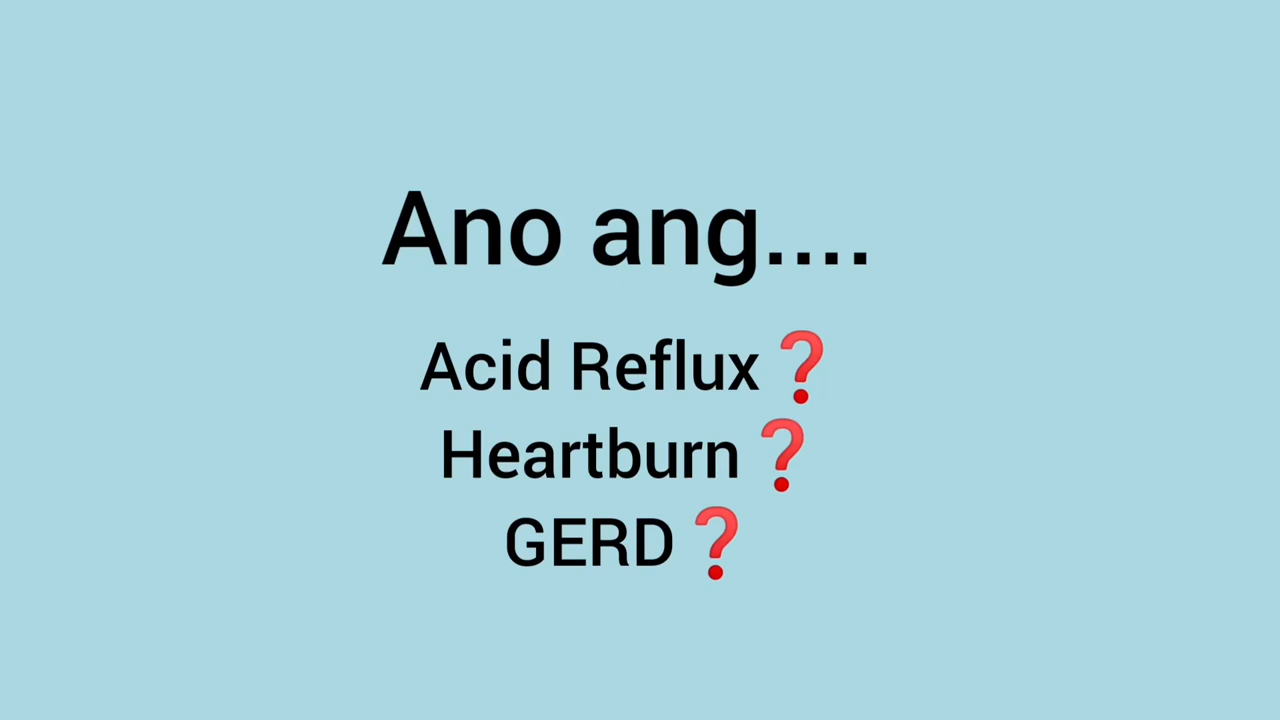 Ano ang....
Acid Reflux❓
Heartburn❓
GERD❓